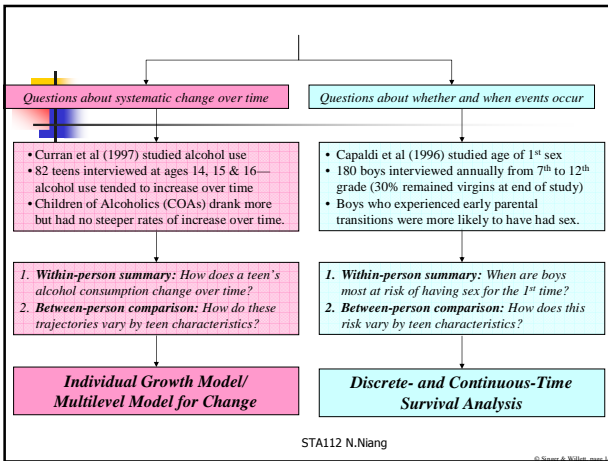 Questions about systematic change over time
• Curran et al (1997) studied alcohol use
• 82 teens interviewed at ages 14, 15 & 16—
alcohol use tended to increase over time
• Children of Alcoholics (COAs) drank more
but had no steeper rates of increase over time.
1. Within-person summary: How does a teen's
alcohol consumption change over time?
2. Between-person comparison: How do these
trajectories vary by teen characteristics?
Individual Growth Model/
Multilevel Model for Change
Questions about whether and when events occur
• Capaldi et al (1996) studied age of 1st sex
• 180 boys interviewed annually from 7th to 12th
grade (30% remained virgins at end of study)
• Boys who experienced early parental
transitions were more likely to have had sex.
1. Within-person summary: When are boys
most at risk of having sex for the 1st time?
2. Between-person comparison: How does this
risk vary by teen characteristics?
Discrete- and Continuous-Time
Survival Analysis
STA112 N.Niang
© Singer & Willett, page 1